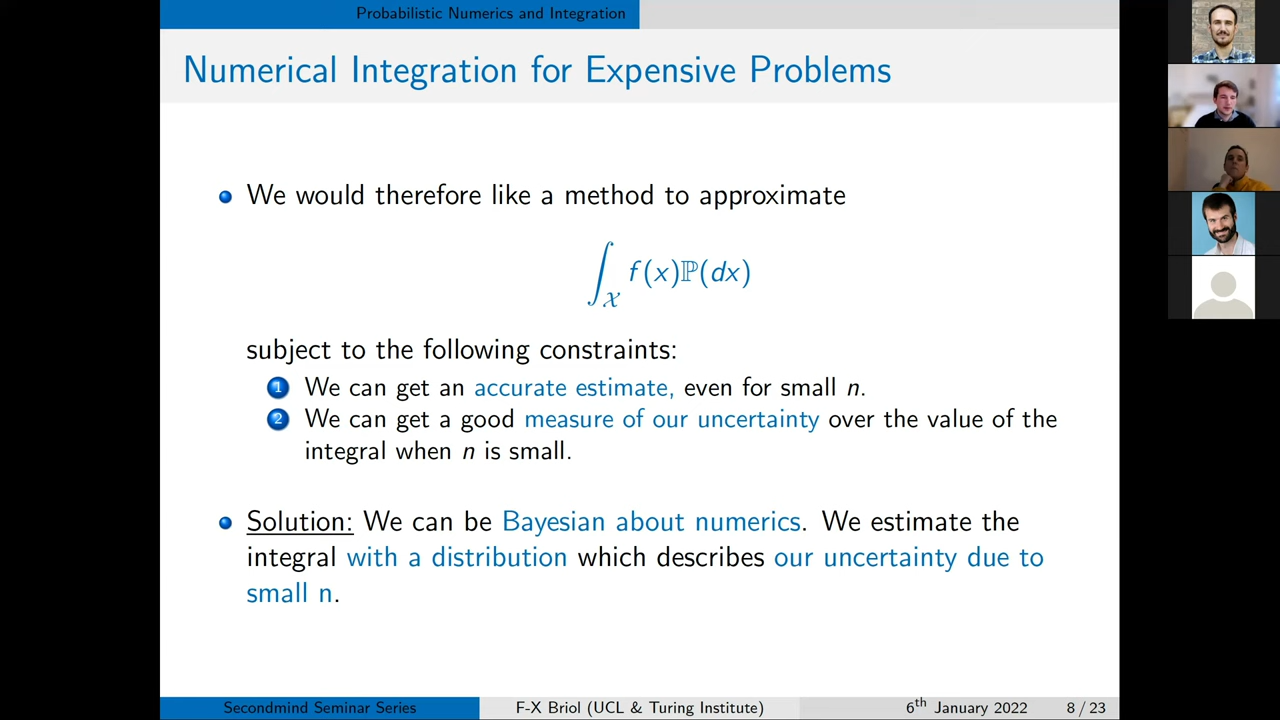 Probabilistic Numerics and Integration
Numerical Integration for Expensive Problems
We would therefore like a method to approximate
∫_𝒳 f(x)ℙ(dx)
subject to the following constraints:
1 We can get an accurate estimate, even for small n.
2 We can get a good measure of our uncertainty over the value of the
integral when n is small.
Solution: We can be Bayesian about numerics. We estimate the
integral with a distribution which describes our uncertainty due to
small n.
Secondmind Seminar Series F-X Briol (UCL & Turing Institute) 6th January 2022 8 / 23